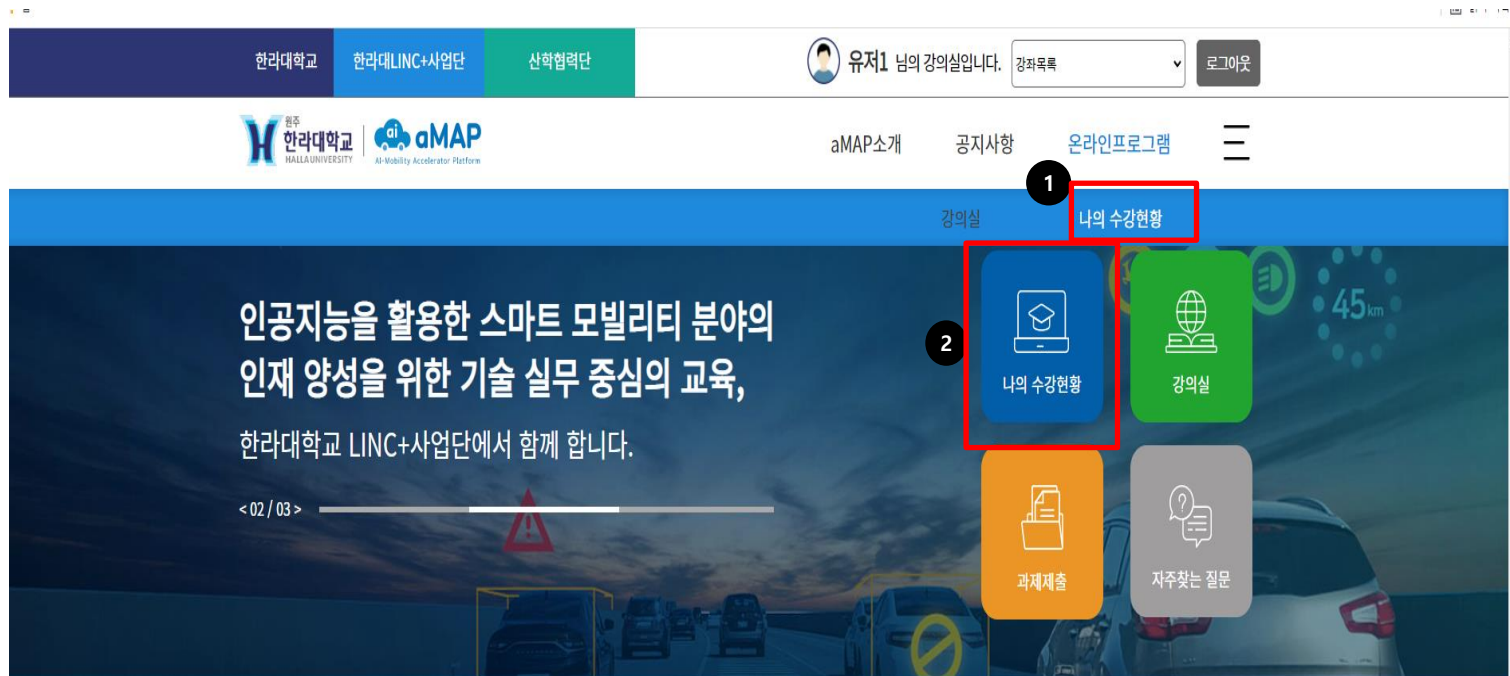 한라대학교
한라대LINC+사업단
산학협력단
유저1 님의 강의실입니다.
강좌목록
로그아웃
원주
한라대학교
HALLA UNIVERSITY
ai
aMAP
AI-Mobility Accelerator Platform
aMAP소개
공지사항
온라인프로그램
1
강의실
나의 수강현황
인공지능을 활용한 스마트 모빌리티 분야의
인재 양성을 위한 기술 실무 중심의 교육,
한라대학교 LINC+사업단에서 함께 합니다.
< 02 / 03 >
2
나의 수강현황
강의실
45km
과제제출
자주찾는 질문